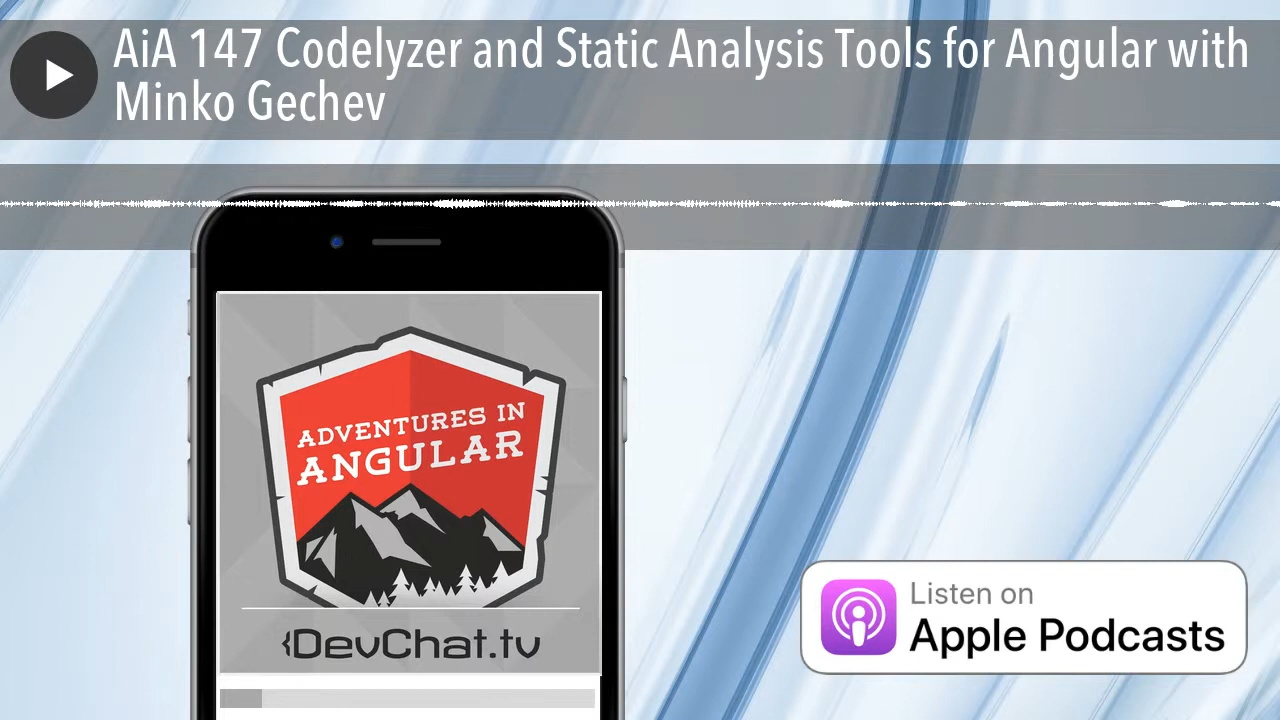 AiA 147 Codelyzer and Static Analysis Tools for Angular with
Minko Gechev
ADVENTURES IN
ANGULAR
{DevChat.tv
Listen on
Apple Podcasts